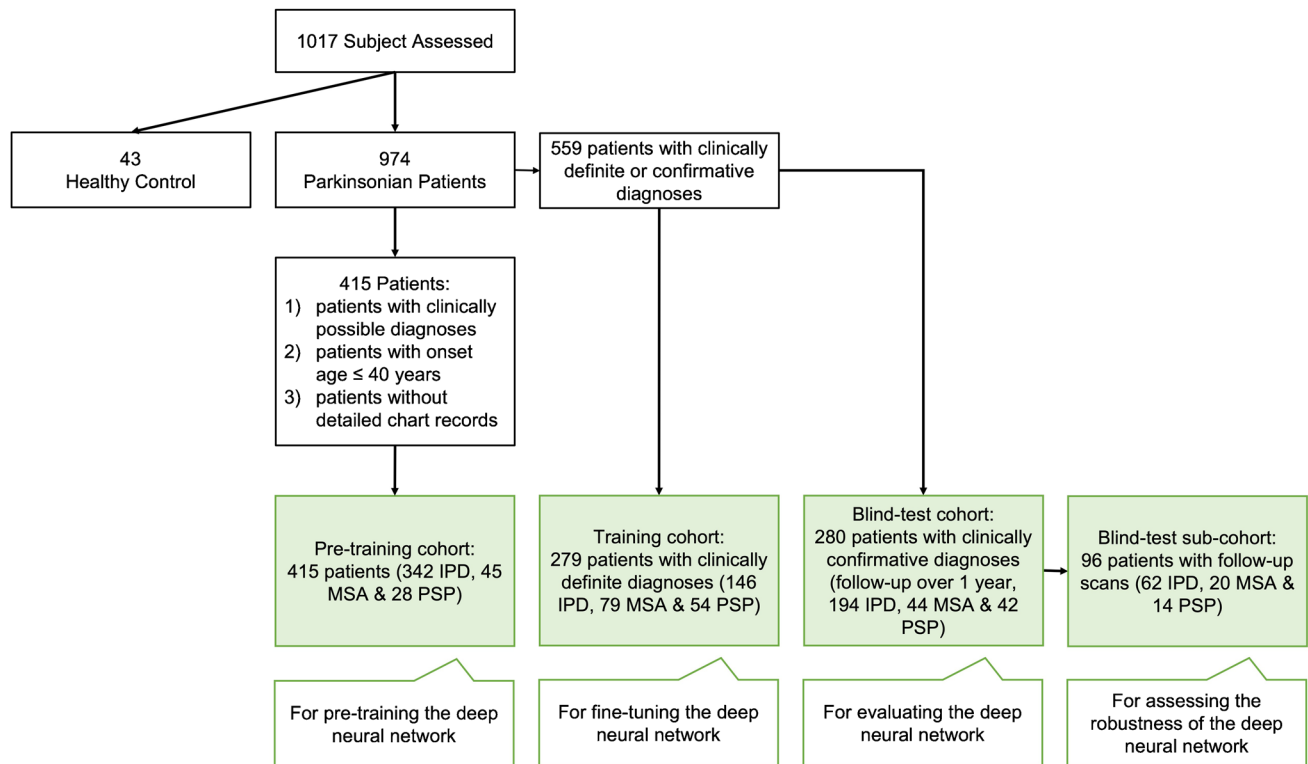 1017 Subject Assessed
43
Healthy Control
974
Parkinsonian Patients
559 patients with clinically
definite or confirmative
diagnoses
415 Patients:
1) patients with clinically
possible diagnoses
2) patients with onset
age ≤ 40 years
3) patients without
detailed chart records
Pre-training cohort:
415 patients (342 IPD, 45
MSA & 28 PSP)
Training cohort:
279 patients with clinically
definite diagnoses (146
IPD, 79 MSA & 54 PSP)
Blind-test cohort:
280 patients with clinically
confirmative diagnoses
(follow-up over 1 year,
194 IPD, 44 MSA & 42
PSP)
Blind-test sub-cohort:
96 patients with follow-up
scans (62 IPD, 20 MSA &
14 PSP)
For pre-training the deep
neural network
For fine-tuning the deep
neural network
For evaluating the deep
neural network
For assessing the
robustness of the deep
neural network